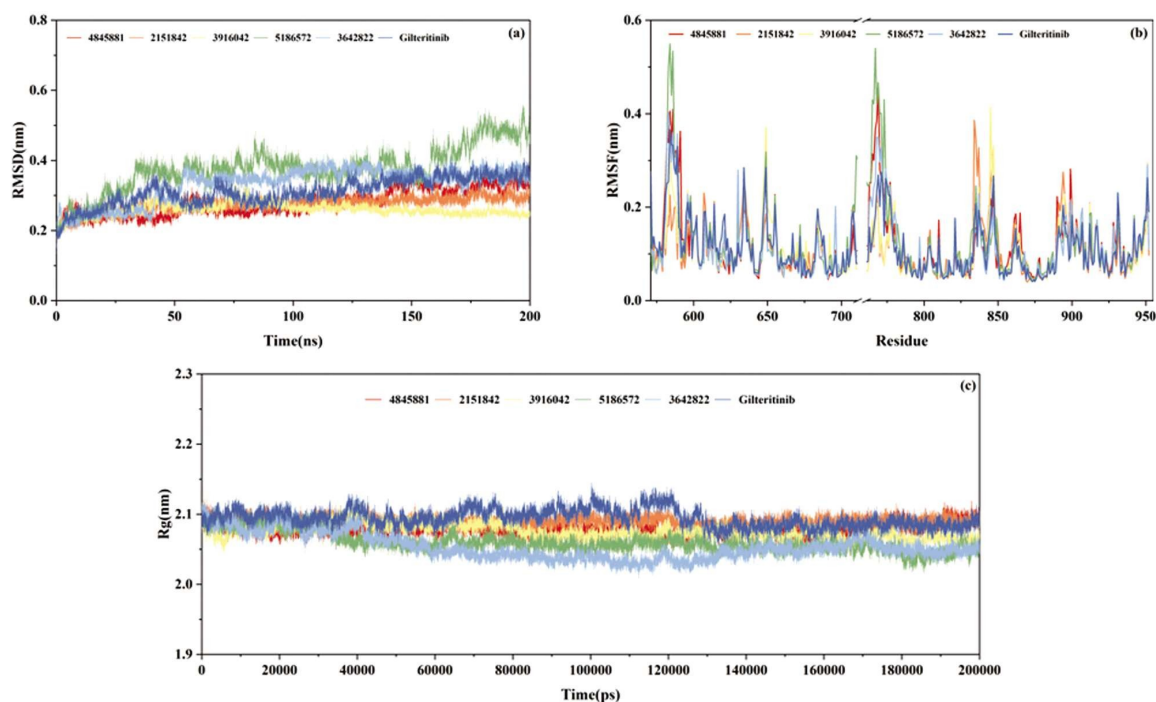 (a)
4845881 2151842 3916042 5186572 3642822 Gilteritinib
RMSD(nm)
0.8
0.6
0.4
0.2
0.0
0 50 100 150 200
Time(ns)
(b)
4845881 2151842 3916042 5186572 3642822 Gilteritinib
RMSF(nm)
0.6
0.4
0.2
0.0
600 650 700 800 850 900 950
Residue
(c)
4845881 2151842 3916042 5186572 3642822 Gilteritinib
Rg(nm)
2.3
2.2
2.1
2.0
1.9
0 20000 40000 60000 80000 100000 120000 140000 160000 180000 200000
Time(ps)